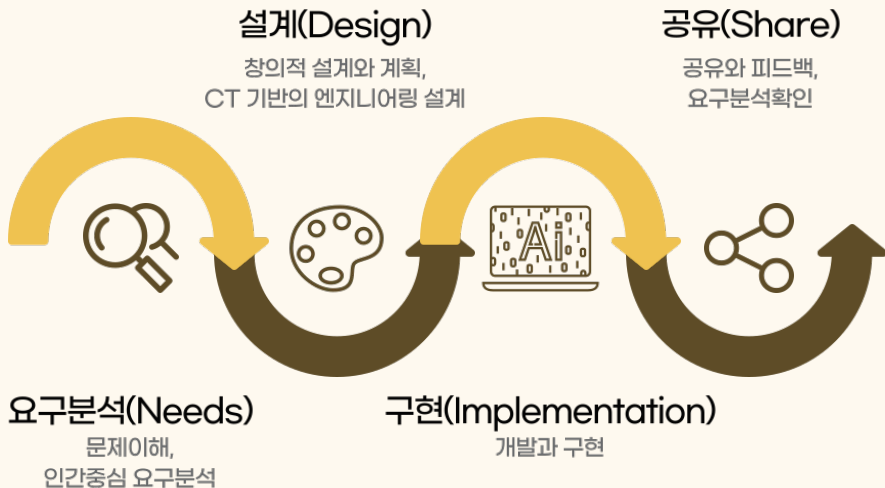 설계(Design)
창의적 설계와 계획,
CT 기반의 엔지니어링 설계
공유(Share)
공유와 피드백,
요구분석확인
Ai
요구분석(Needs)
문제이해,
인간중심 요구분석
구현(Implementation)
개발과 구현